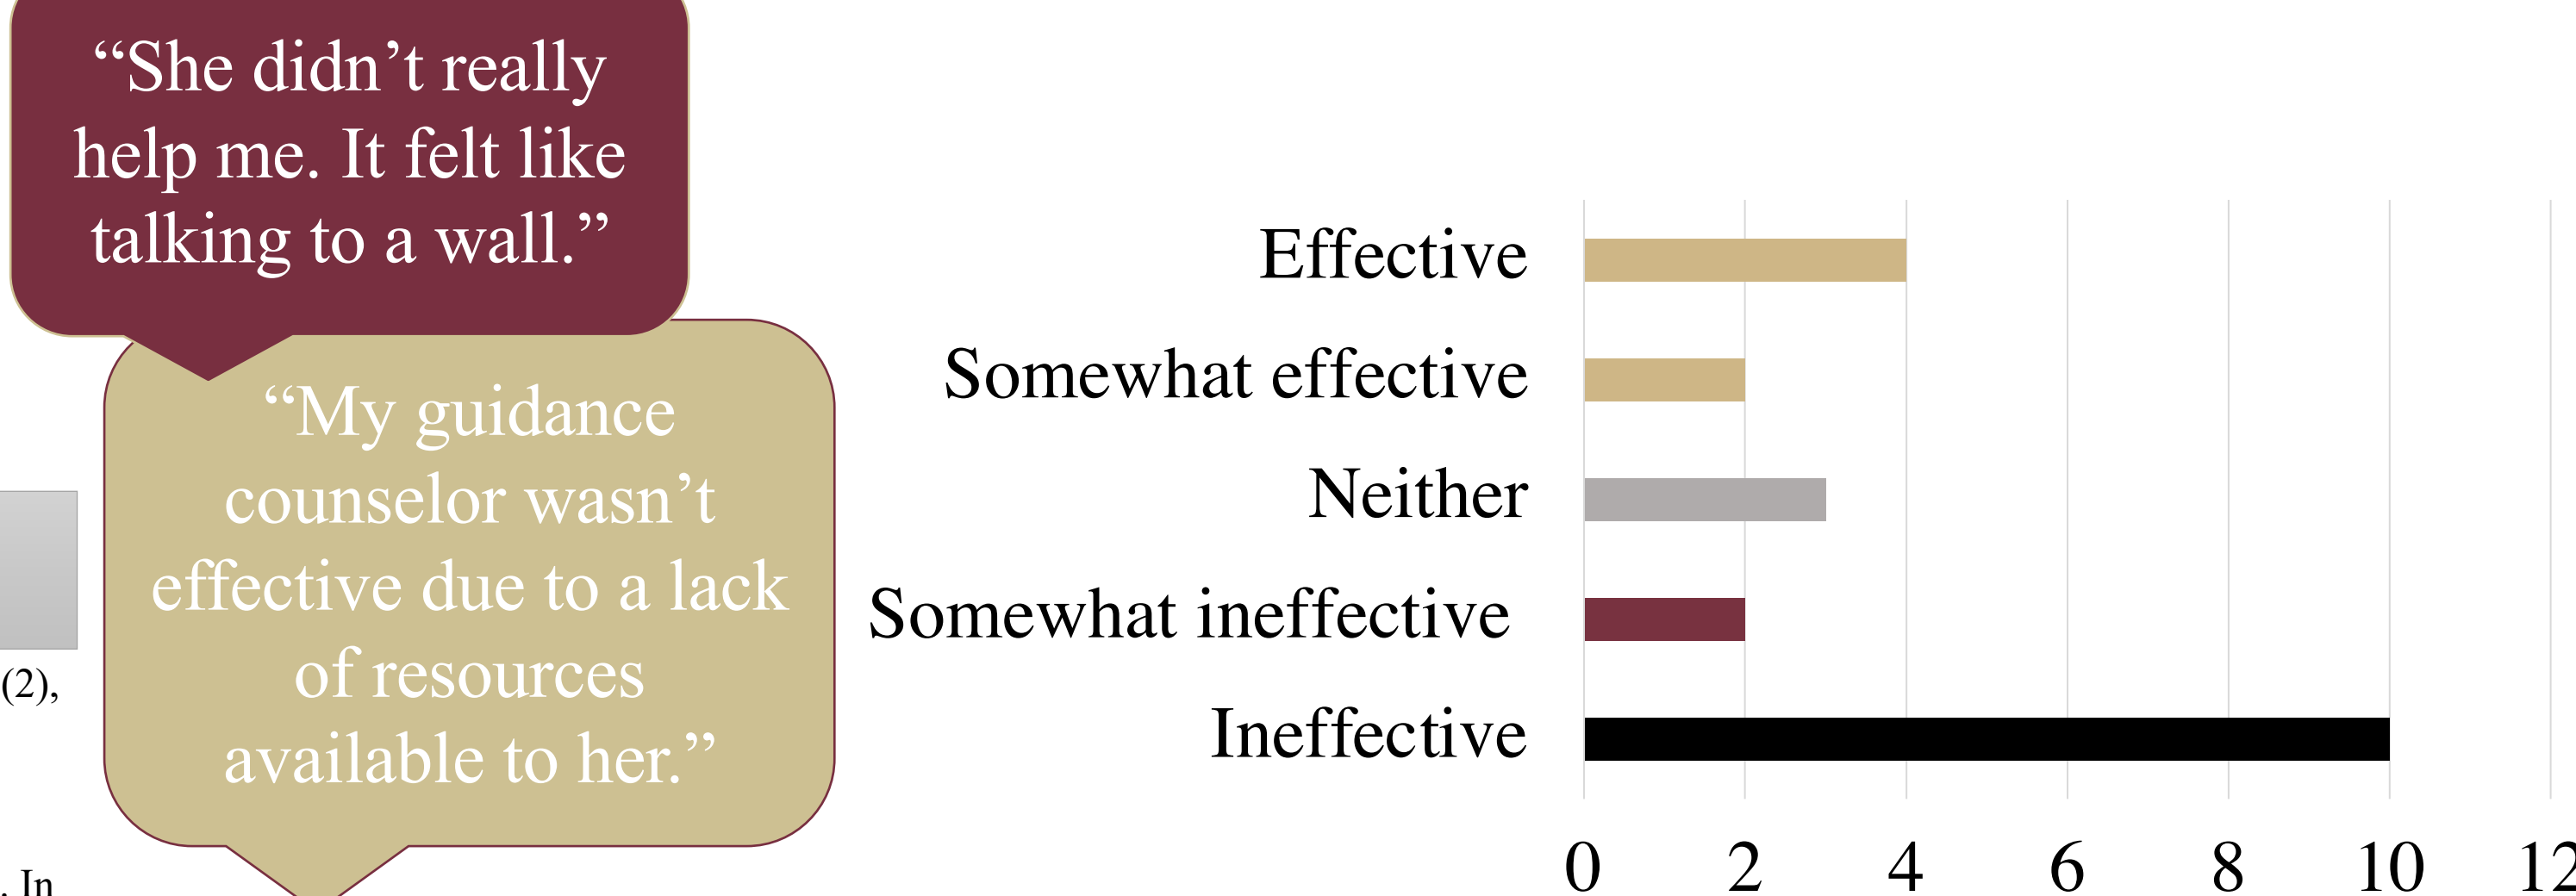 “She didn’t really
help me. It felt like
talking to a wall.”
“My guidance
counselor wasn’t
effective due to a lack
of resources
available to her.”
(2),
. In
Effective
Somewhat effective
Neither
Somewhat ineffective
Ineffective
0 2 4 6 8 10 12